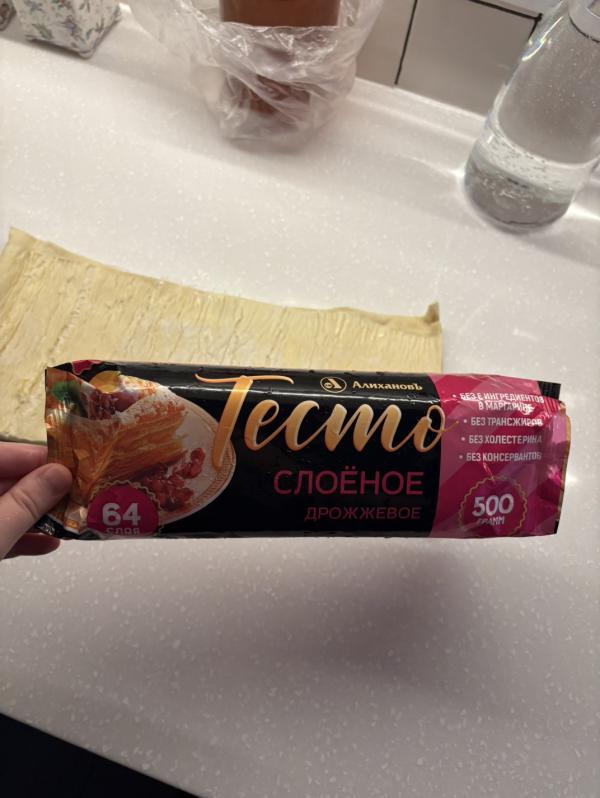 АлихановЪ
Тесто
СЛОЁНОЕ
ДРОЖЖЕВОЕ
64
СЛОЯ
• БЕЗ Е ИНГРЕДИЕНТОВ
В МАРГАРИНЕ
• БЕЗ ТРАНСЖИРОВ
• БЕЗ ХОЛЕСТЕРИНА
• БЕЗ КОНСЕРВАНТОВ
500
ГРАММ